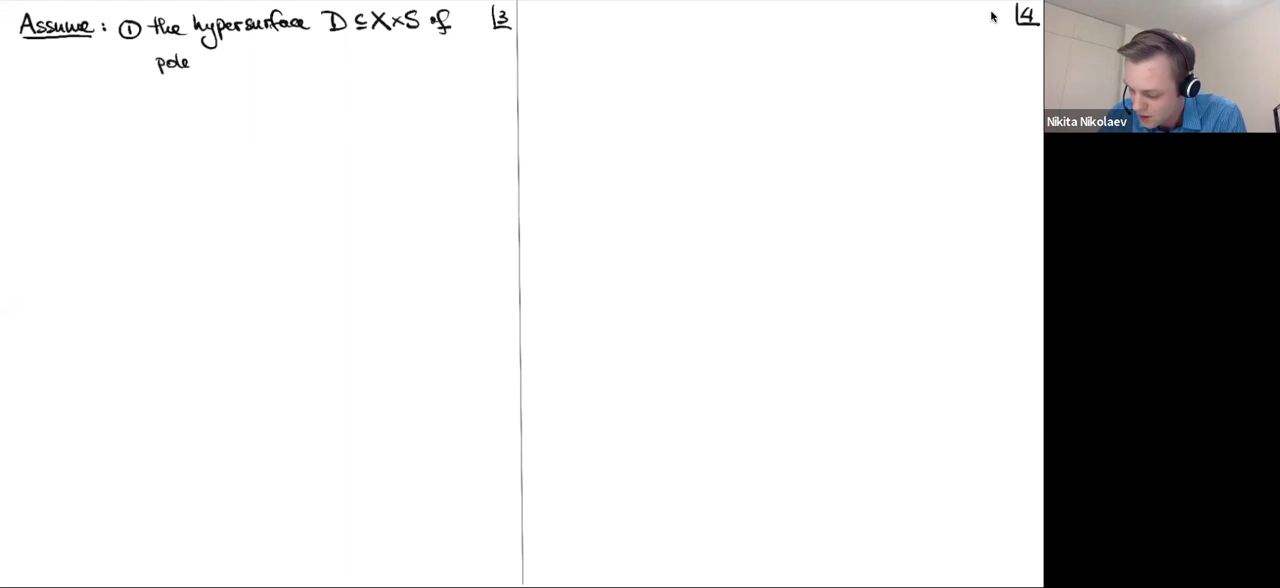 Assume: ① the hypersurface D ⊆ X×S of
pole
⌊3
⌊4
Nikita Nikolaev